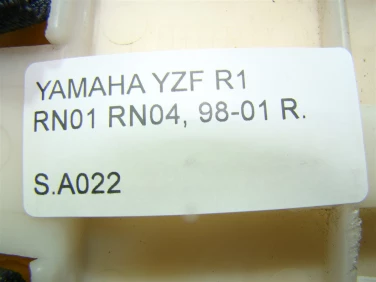 YAMAHA YZF R1
RN01 RN04, 98-01 R.
S.A022